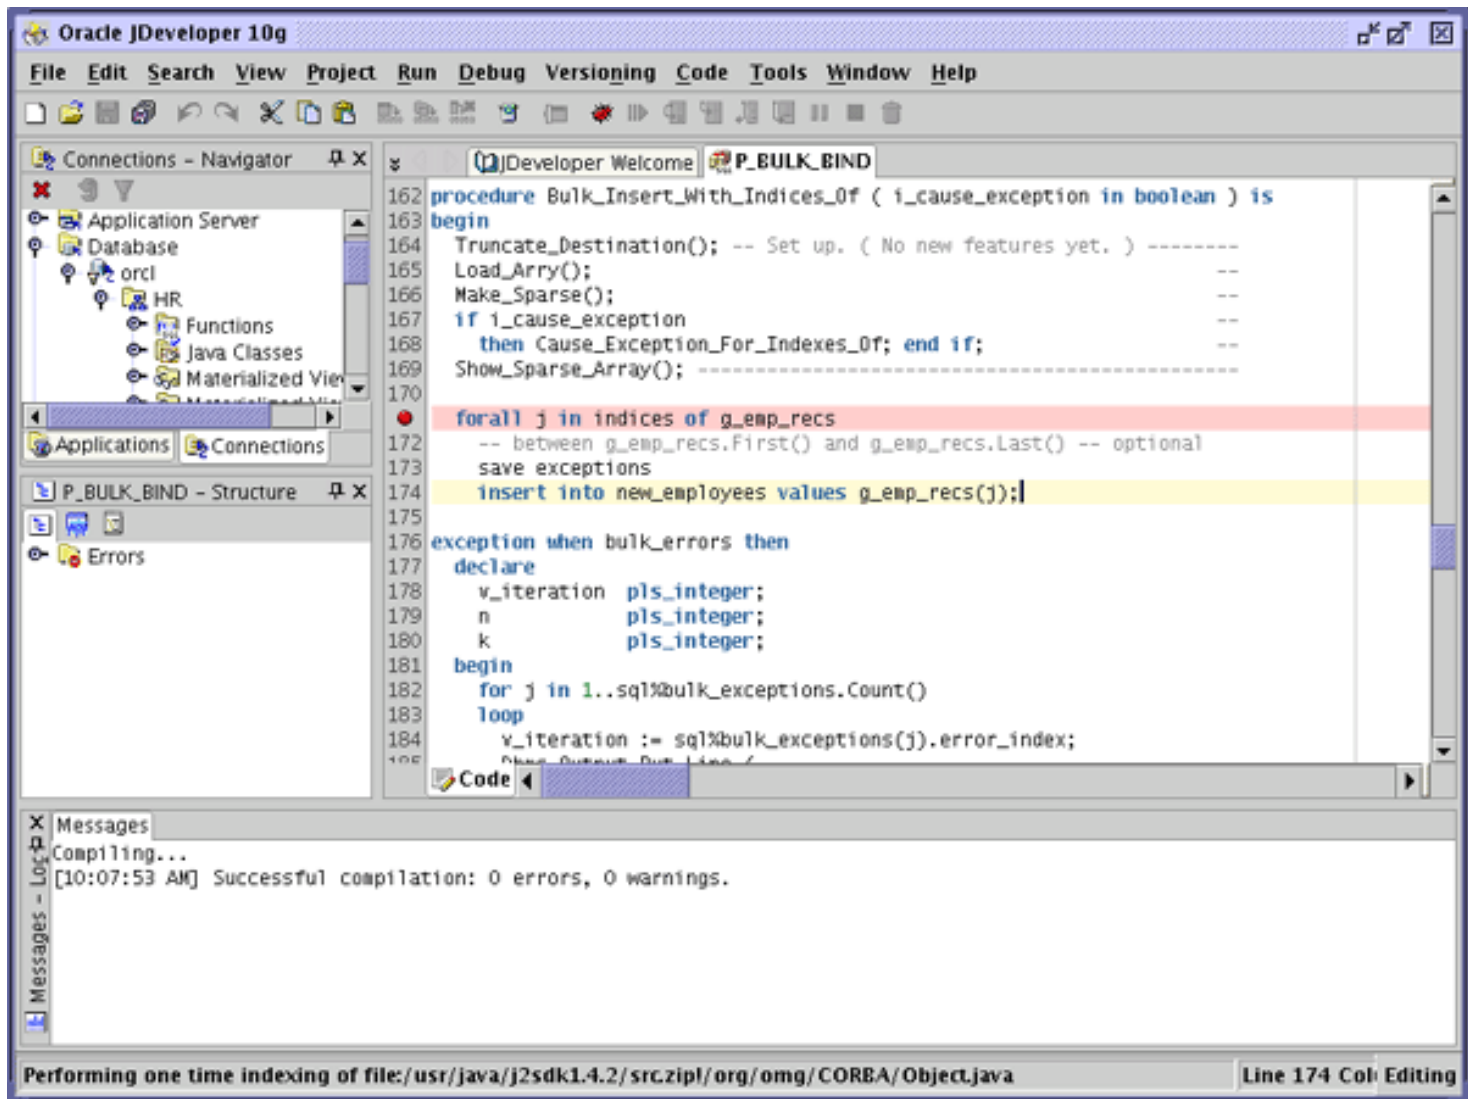 Oracle JDeveloper 10g
File Edit Search View Project Run Debug Versioning Code Tools Window Help
Connections - Navigator
Application Server
Database
orcl
HR
Functions
Java Classes
Materialized Vie
Applications
Connections
P_BULK_BIND - Structure
Errors
JDeveloper Welcome
P_BULK_BIND
162 procedure Bulk_Insert_With_Indices_Of ( i_cause_exception in boolean ) is
163 begin
164 Truncate_Destination(); -- Set up. ( No new features yet. ) --------
165 Load_Arry(); --
166 Make_Sparse(); --
167 if i_cause_exception --
168 then Cause_Exception_For_Indexes_Of; end if; --
169 Show_Sparse_Array(); -----------------------------------------------
170
forall j in indices of g_emp_recs
172 -- between g_emp_recs.First() and g_emp_recs.Last() -- optional
173 save exceptions
174 insert into new_employees values g_emp_recs(j);
175
176 exception when bulk_errors then
177 declare
178 v_iteration pls_integer;
179 n pls_integer;
180 k pls_integer;
181 begin
182 for j in 1..sql%bulk_exceptions.Count()
183 loop
184 v_iteration := sql%bulk_exceptions(j).error_index;
Code
Messages
Compiling...
[10:07:53 AM] Successful compilation: 0 errors, 0 warnings.
Messages - Log
Performing one time indexing of file:/usr/java/j2sdk1.4.2/src.zip!/org/omg/CORBA/Object.java
Line 174 Col
Editing